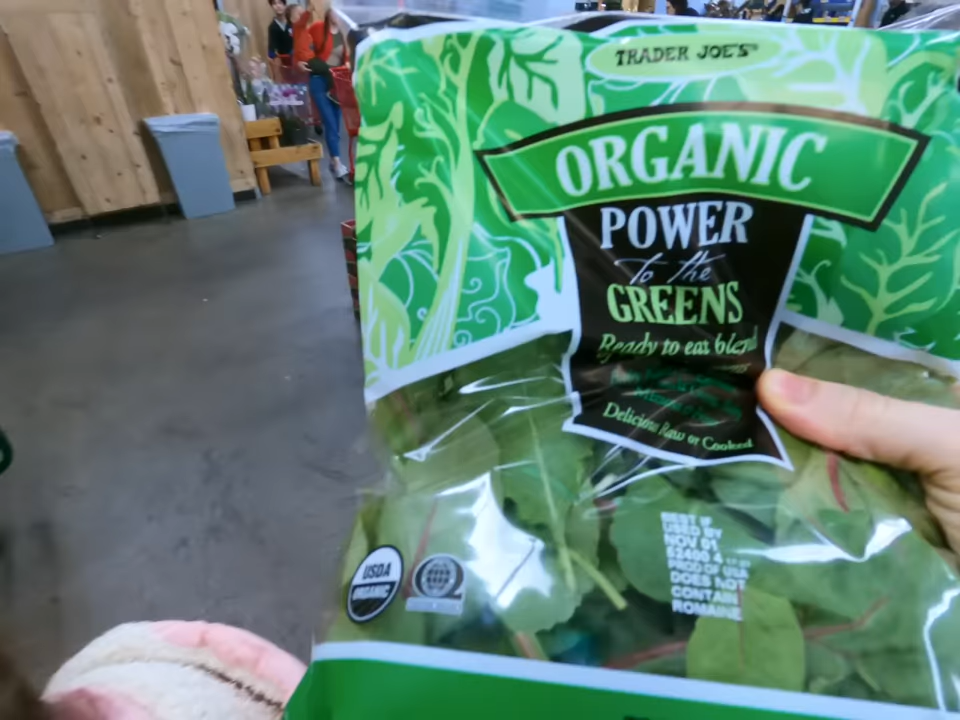 TRADER JOE'S
ORGANIC
POWER
to the
GREENS
Ready to eat blend
Delicious Raw or Cooked
USDA
ORGANIC
BEST IF
USED BY
NOV 01
PROD OF USA
DOES NOT
CONTAIN
ROMAINE